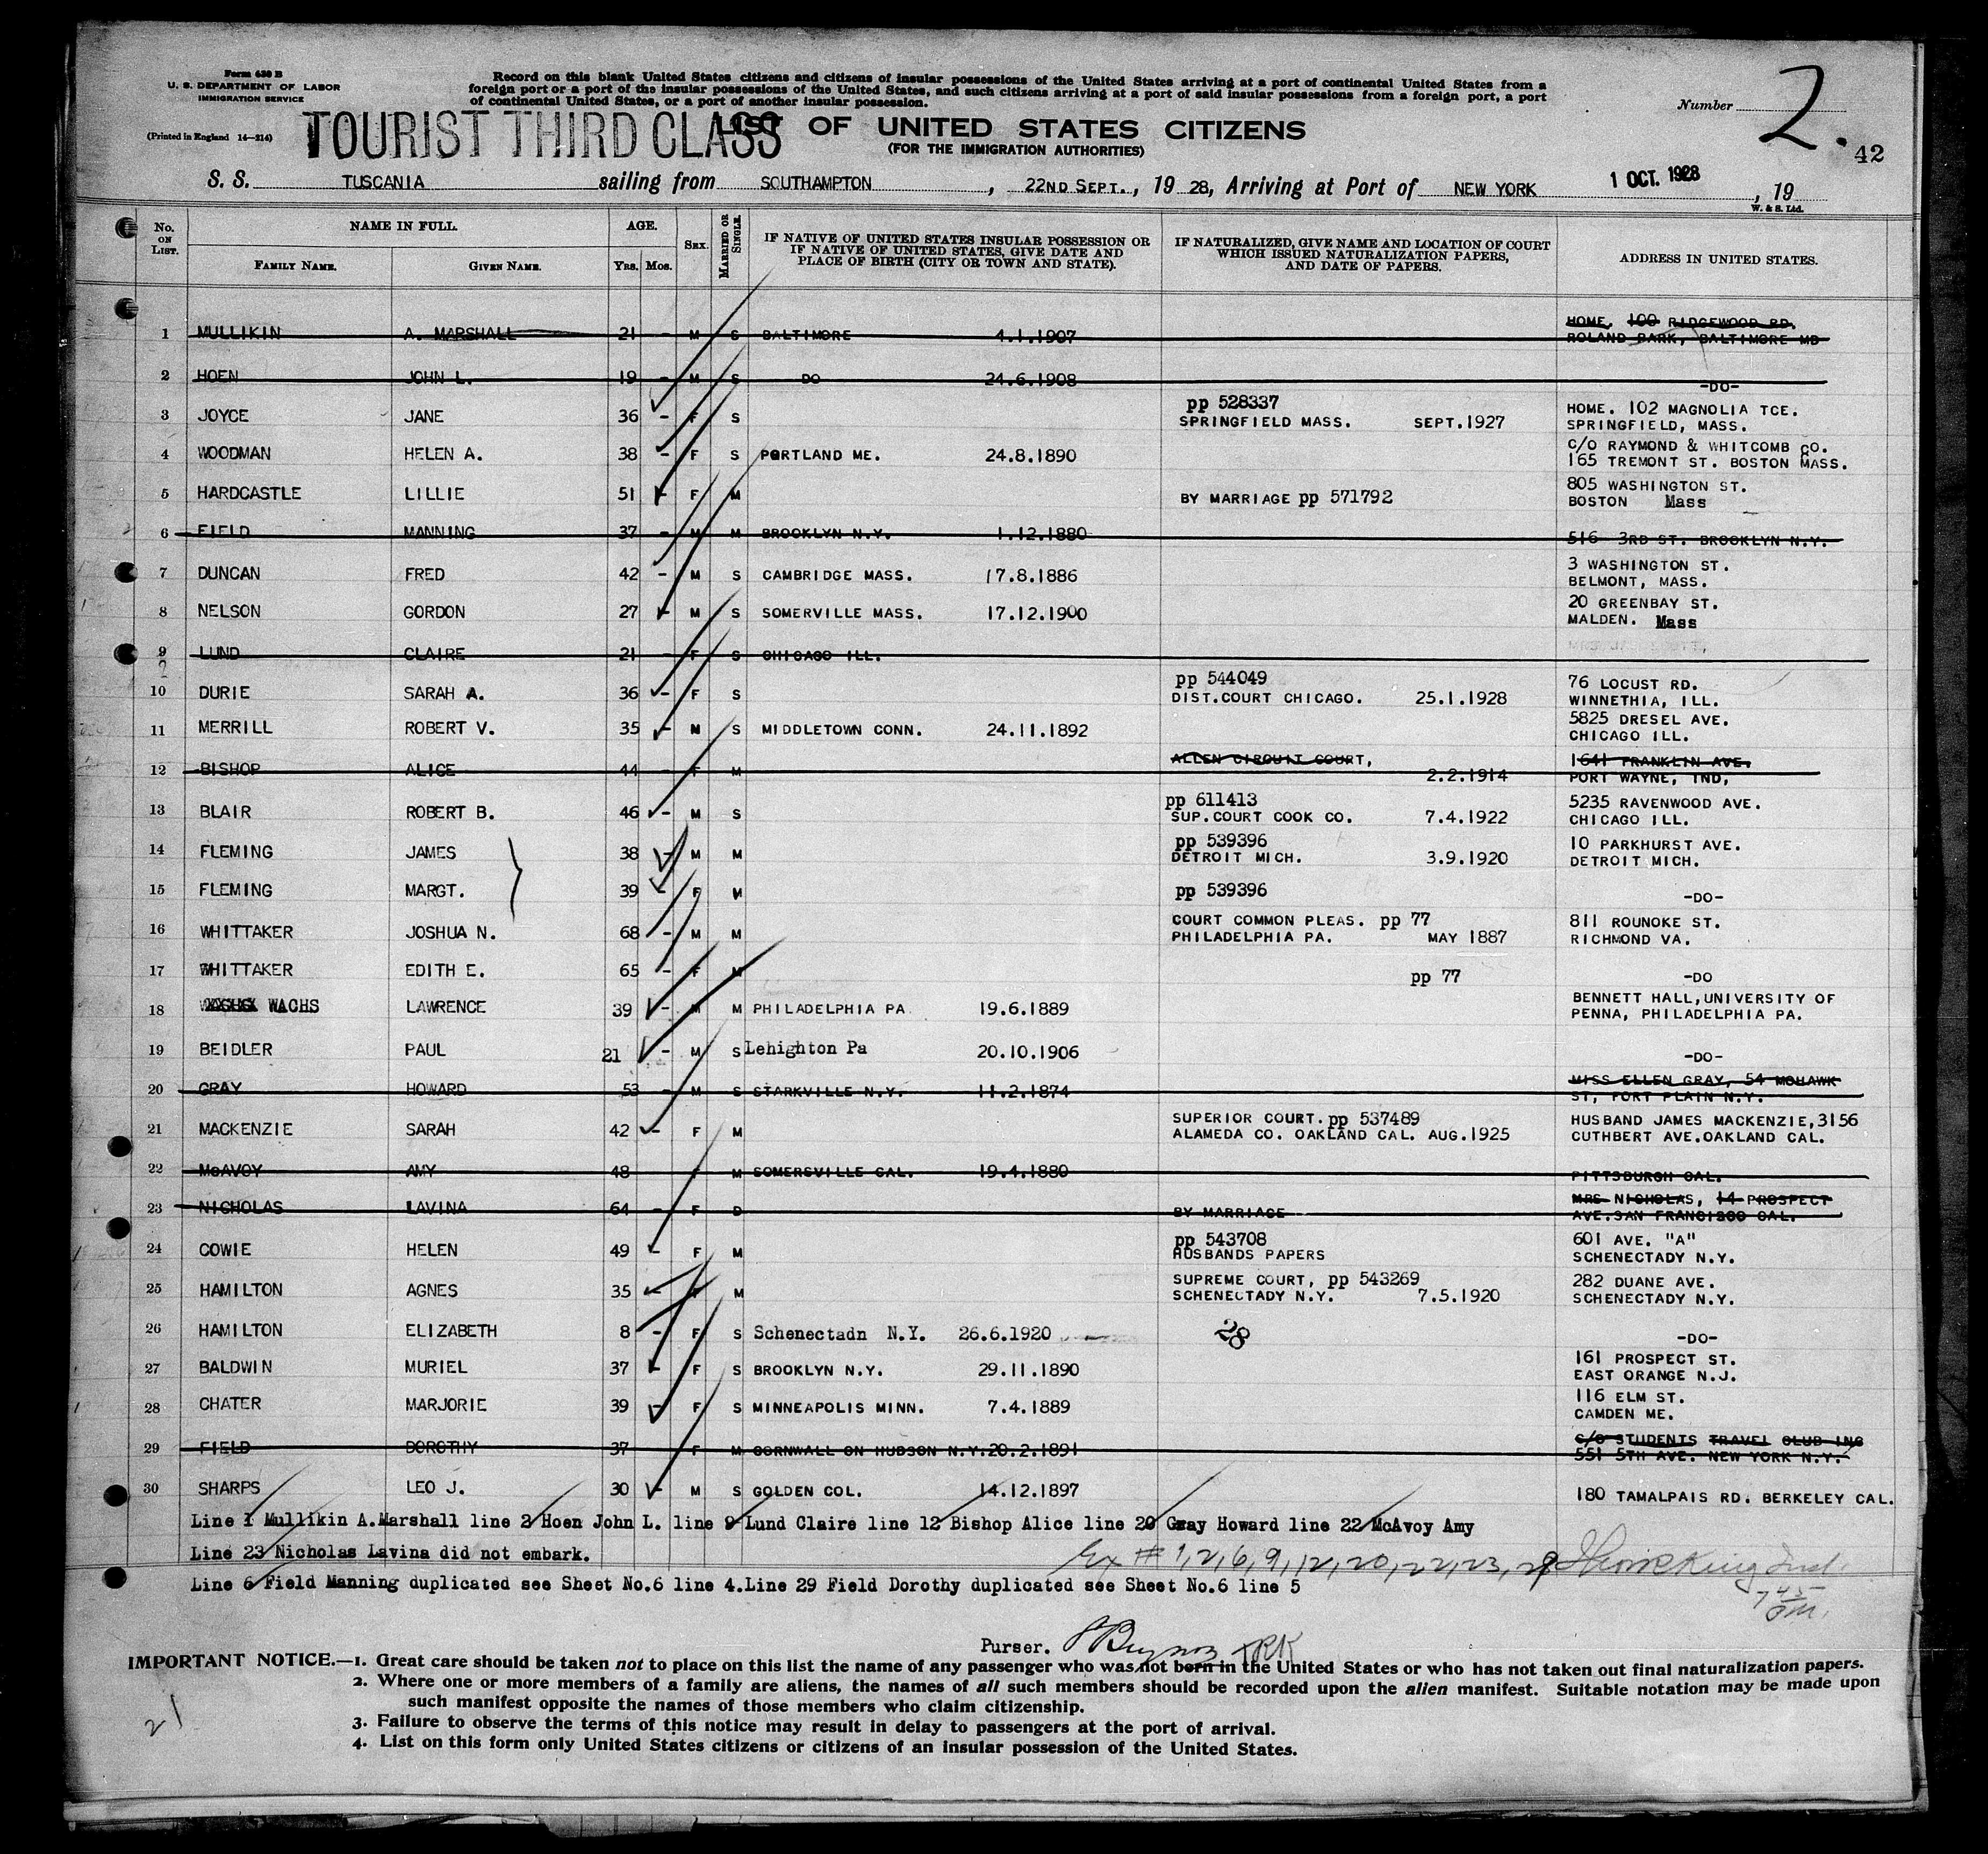 Form 630 B
U. S. DEPARTMENT OF LABOR
IMMIGRATION SERVICE
(Printed in England 14—214)
Record on this blank United States citizens and citizens of insular possessions of the United States arriving at a port of continental United States from a
foreign port or a port of the insular possessions of the United States, and such citizens arriving at a port of said insular possessions from a foreign port, a port
of continental United States, or a port of another insular possession.
Number 2.
42
TOURIST THIRD CLASS
LIST OF UNITED STATES CITIZENS
(FOR THE IMMIGRATION AUTHORITIES)
S. S. TUSCANIA sailing from SOUTHAMPTON, 22ND SEPT., 19 28, Arriving at Port of NEW YORK 1 OCT. 1928, 19
W. & S. Ltd.
No. ON LIST. NAME IN FULL. FAMILY NAME. GIVEN NAME. AGE. Yrs. Mos. SEX. MARRIED OR SINGLE. IF NATIVE OF UNITED STATES INSULAR POSSESSION OR IF NATIVE OF UNITED STATES, GIVE DATE AND PLACE OF BIRTH (CITY OR TOWN AND STATE). IF NATURALIZED, GIVE NAME AND LOCATION OF COURT WHICH ISSUED NATURALIZATION PAPERS, AND DATE OF PAPERS. ADDRESS IN UNITED STATES.
1 MULLIKIN A. MARSHALL 21 - M S BALTIMORE 4.1.1907 HOME, 100 RIDGEWOOD RD. ROLAND PARK, BALTIMORE MD
2 HOEN JOHN L. 19 - M S DO 24.6.1908 -DO-
3 JOYCE JANE 36 - F S pp 528337 SPRINGFIELD MASS. SEPT.1927 HOME. 102 MAGNOLIA TCE. SPRINGFIELD, MASS.
4 WOODMAN HELEN A. 38 - F S PORTLAND ME. 24.8.1890 C/O RAYMOND & WHITCOMB CO. 165 TREMONT ST. BOSTON MASS.
5 HARDCASTLE LILLIE 51 - F M BY MARRIAGE pp 571792 805 WASHINGTON ST. BOSTON Mass
6 FIELD MANNING 37 - M M BROOKLYN N.Y. 1.12.1880 516 3RD ST. BROOKLYN N.Y.
7 DUNCAN FRED 42 - M S CAMBRIDGE MASS. 17.8.1886 3 WASHINGTON ST. BELMONT, MASS.
8 NELSON GORDON 27 - M S SOMERVILLE MASS. 17.12.1900 20 GREENBAY ST. MALDEN. Mass
9 LUND CLAIRE 21 - F S CHICAGO ILL.
10 DURIE SARAH A. 36 - F S pp 544049 DIST.COURT CHICAGO. 25.1.1928 76 LOCUST RD. WINNETHIA, ILL.
11 MERRILL ROBERT V. 35 - M S MIDDLETOWN CONN. 24.11.1892 5825 DRESEL AVE. CHICAGO ILL.
12 BISHOP ALICE 44 - F M ALLEN CIRCUIT COURT, 2.2.1914 1641 FRANKLIN AVE. PORT WAYNE, IND,
13 BLAIR ROBERT B. 46 - M S pp 611413 SUP.COURT COOK CO. 7.4.1922 5235 RAVENWOOD AVE. CHICAGO ILL.
14 FLEMING JAMES 38 - M M pp 539396 DETROIT MICH. 3.9.1920 10 PARKHURST AVE. DETROIT MICH.
15 FLEMING MARGT. 39 - F M pp 539396 -DO-
16 WHITTAKER JOSHUA N. 68 - M M COURT COMMON PLEAS. pp 77 PHILADELPHIA PA. MAY 1887 811 ROUNOKE ST. RICHMOND VA.
17 WHITTAKER EDITH E. 65 - F M pp 77 -DO
18 WACHS LAWRENCE 39 - M M PHILADELPHIA PA 19.6.1889 BENNETT HALL,UNIVERSITY OF PENNA, PHILADELPHIA PA.
19 BEIDLER PAUL 21 - M S Lehighton Pa 20.10.1906 -DO-
20 GRAY HOWARD 53 - M S STARKVILLE N.Y. 11.2.1874 MISS ELLEN GRAY, 54 MOHAWK ST, FORT PLAIN N.Y.
21 MACKENZIE SARAH 42 - F M SUPERIOR COURT. pp 537489 ALAMEDA CO. OAKLAND CAL. AUG.1925 HUSBAND JAMES MACKENZIE,3156 CUTHBERT AVE.OAKLAND CAL.
22 McAVOY AMY 48 - F M SOMERSVILLE CAL. 19.4.1880 PITTSBURGH CAL.
23 NICHOLAS LAVINA 64 - F D BY MARRIAGE MRS NICHOLAS, 14 PROSPECT AVE.SAN FRANCISCO CAL.
24 COWIE HELEN 49 - F M pp 543708 HUSBANDS PAPERS 601 AVE. "A" SCHENECTADY N.Y.
25 HAMILTON AGNES 35 - F M SUPREME COURT, pp 543269 SCHENECTADY N.Y. 7.5.1920 282 DUANE AVE. SCHENECTADY N.Y.
26 HAMILTON ELIZABETH 8 - F S Schenectadn N.Y. 26.6.1920 28 -DO-
27 BALDWIN MURIEL 37 - F S BROOKLYN N.Y. 29.11.1890 161 PROSPECT ST. EAST ORANGE N.J.
28 CHATER MARJORIE 39 - F S MINNEAPOLIS MINN. 7.4.1889 116 ELM ST. CAMDEN ME.
29 FIELD DOROTHY 37 F M CORNWALL ON HUDSON N.Y.20.2.1891 C/O STUDENTS TRAVEL CLUB INC 551 5TH AVE. NEW YORK N.Y.
30 SHARPS LEO J. 30 - M S GOLDEN COL. 14.12.1897 180 TAMALPAIS RD. BERKELEY CAL.
Line 1 Mullikin A.Marshall line 2 Hoen John L. line 9 Lund Claire line 12 Bishop Alice line 20 Gray Howard line 22 McAvoy Amy
Line 23 Nicholas Lavina did not embark.
Ex # 1, 2, 6, 9, 12, 20, 22, 23, 29
Line 6 Field Manning duplicated see Sheet No.6 line 4.Line 29 Field Dorothy duplicated see Sheet No.6 line 5
Purser.
IMPORTANT NOTICE.—1. Great care should be taken not to place on this list the name of any passenger who was not born in the United States or who has not taken out final naturalization papers.
2. Where one or more members of a family are aliens, the names of all such members should be recorded upon the alien manifest. Suitable notation may be made upon
such manifest opposite the names of those members who claim citizenship.
3. Failure to observe the terms of this notice may result in delay to passengers at the port of arrival.
4. List on this form only United States citizens or citizens of an insular possession of the United States.
21